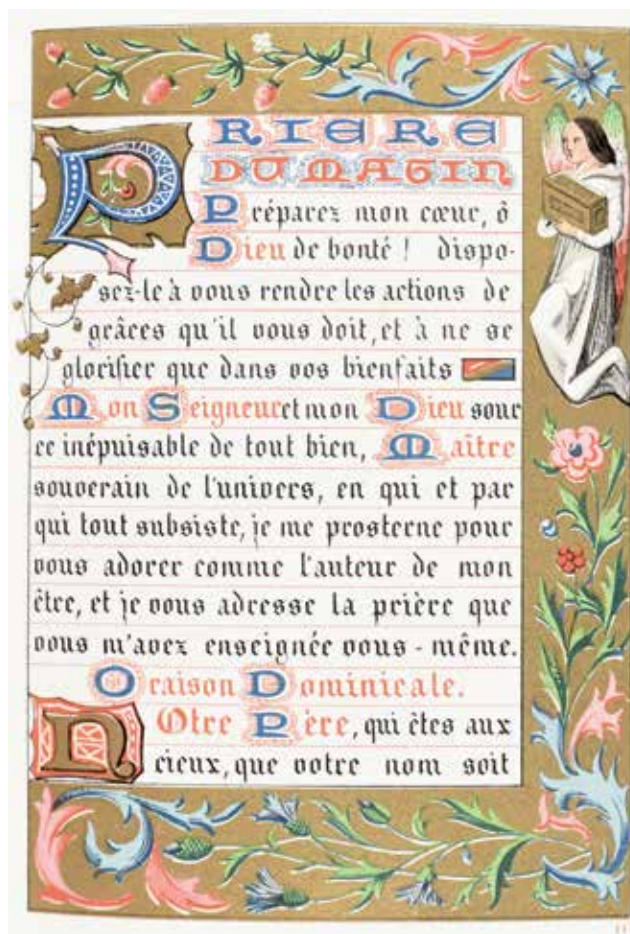 PRIERE
DU MATIN
Préparez mon cœur, ô
Dieu de bonté ! dispo-
sez-le à vous rendre les actions de
grâces qu'il vous doit, et à ne se
glorifier que dans vos bienfaits
Mon Seigneur et mon Dieu sour
ce inépuisable de tout bien, Maître
souverain de l'univers, en qui et par
qui tout subsiste, je me prosterne pour
vous adorer comme l'auteur de mon
être, et je vous adresse la prière que
vous m'avez enseignée vous - même.
Oraison Dominicale.
NOtre Père, qui êtes aux
cieux, que votre nom soit